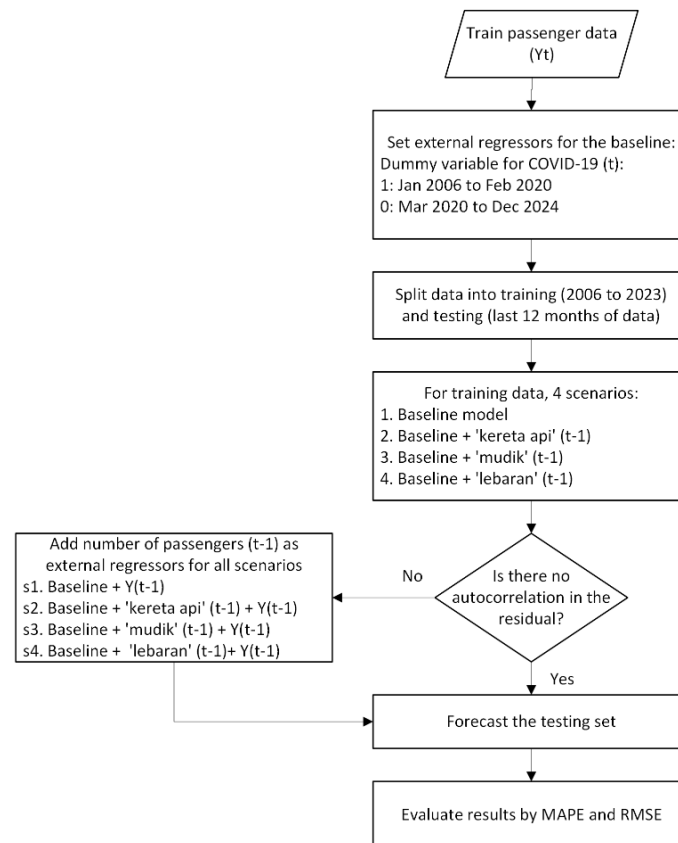 Train passenger data
(Yt)
Set external regressors for the baseline:
Dummy variable for COVID-19 (t):
1: Jan 2006 to Feb 2020
0: Mar 2020 to Dec 2024
Split data into training (2006 to 2023)
and testing (last 12 months of data)
For training data, 4 scenarios:
1. Baseline model
2. Baseline + 'kereta api' (t-1)
3. Baseline + 'mudik' (t-1)
4. Baseline + 'lebaran' (t-1)
Is there no
autocorrelation in the
residual?
No
Add number of passengers (t-1) as
external regressors for all scenarios
s1. Baseline + Y(t-1)
s2. Baseline + 'kereta api' (t-1) + Y(t-1)
s3. Baseline + 'mudik' (t-1) + Y(t-1)
s4. Baseline + 'lebaran' (t-1)+ Y(t-1)
Yes
Forecast the testing set
Evaluate results by MAPE and RMSE